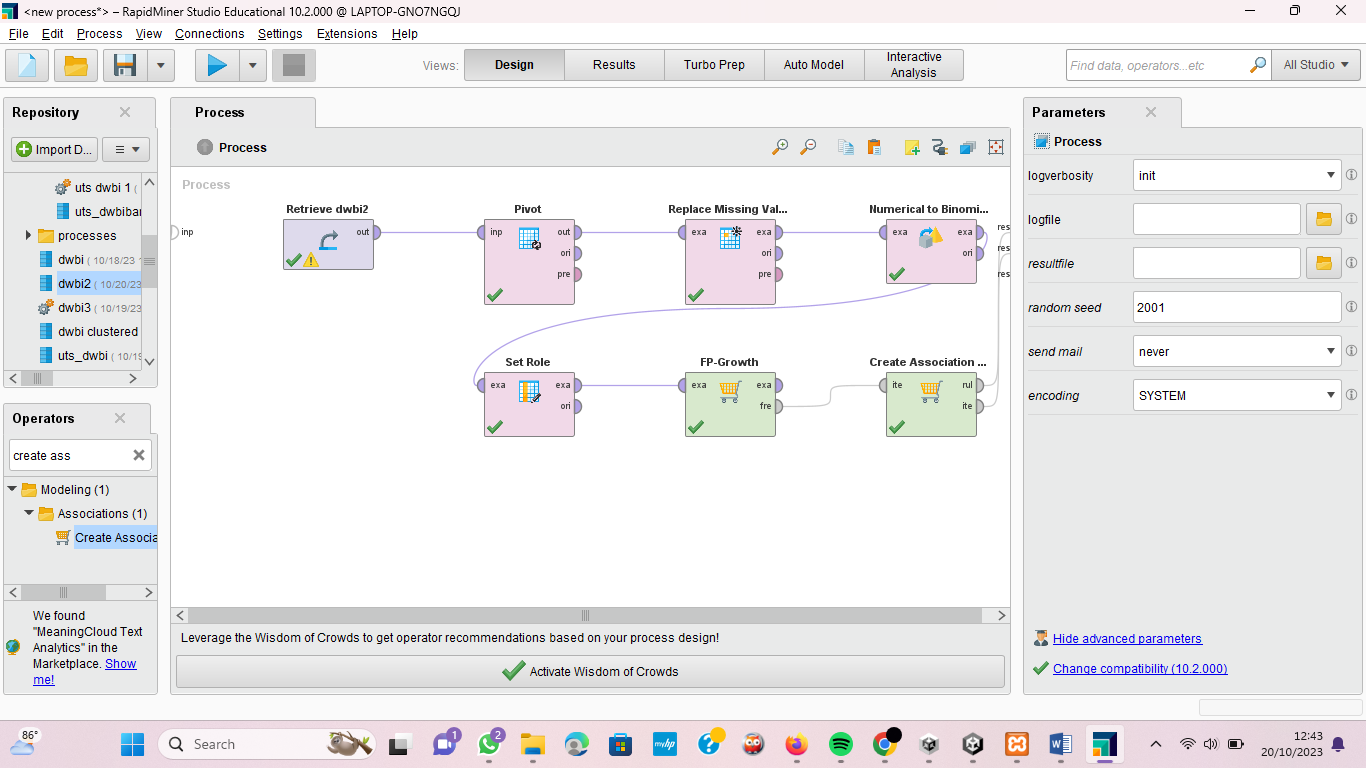 <new process*> – RapidMiner Studio Educational 10.2.000 @ LAPTOP-GNO7NGQJ
File Edit Process View Connections Settings Extensions Help
Views: Design Results Turbo Prep Auto Model Interactive Analysis
Find data, operators...etc
All Studio
Repository
Import D...
uts dwbi 1 (
uts_dwbibar
processes
dwbi ( 10/18/23
dwbi2 ( 10/20/23
dwbi3 ( 10/19/23
dwbi clustered
uts_dwbi ( 10/19
Operators
create ass
Modeling (1)
Associations (1)
Create Associa
We found
"MeaningCloud Text
Analytics" in the
Marketplace. Show
me!
Process
Process
Process
inp
Retrieve dwbi2
out
Pivot
inp out
ori
pre
Replace Missing Val...
exa exa
ori
pre
Numerical to Binomi...
exa exa
ori
res
res
Set Role
exa exa
ori
FP-Growth
exa exa
fre
Create Association ...
ite rul
ite
Leverage the Wisdom of Crowds to get operator recommendations based on your process design!
Activate Wisdom of Crowds
Parameters
Process
logverbosity init
logfile
resultfile
random seed 2001
send mail never
encoding SYSTEM
Hide advanced parameters
Change compatibility (10.2.000)
86°
Search
1
2
myhp
12:43
20/10/2023